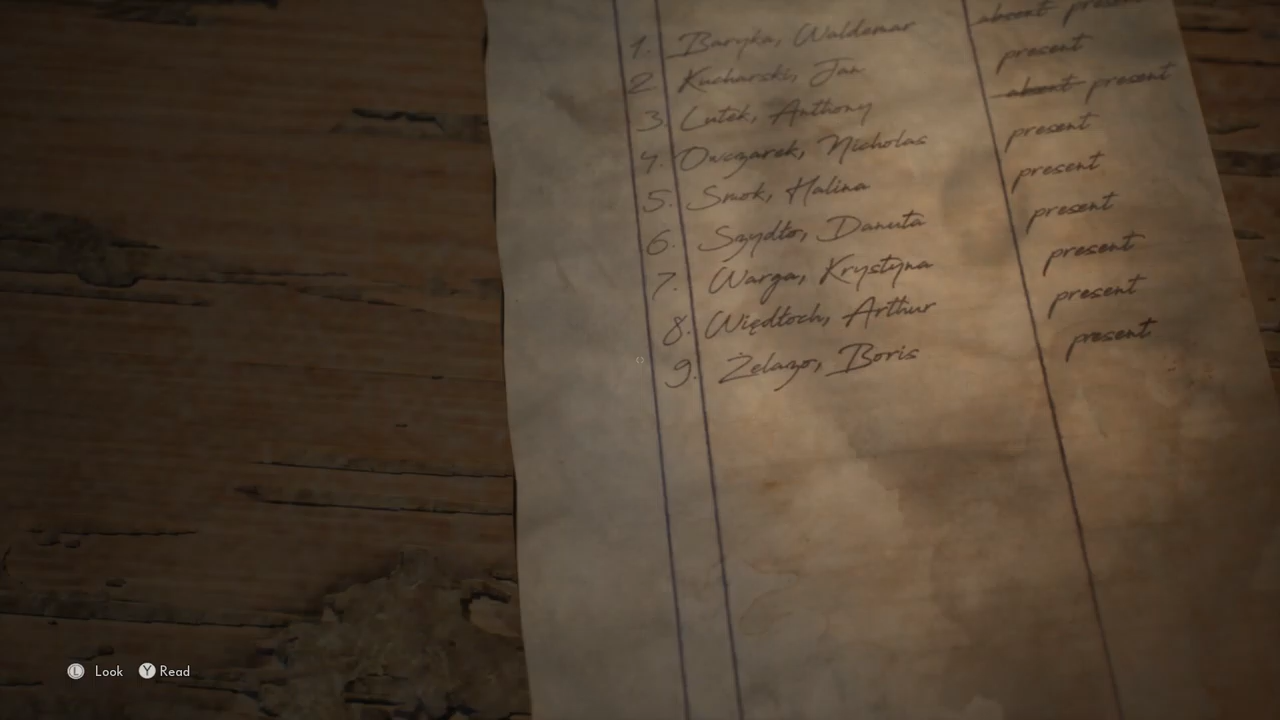 1. Baryka, Waldemar absent present
2. Kucharski, Jan present
3. Lutek, Anthony absent present
4. Owczarek, Nicholas present
5. Smok, Halina present
6. Szydło, Danuta present
7. Warga, Krystyna present
8. Więdłoch, Arthur present
9. Żelazo, Boris present
L Look Y Read